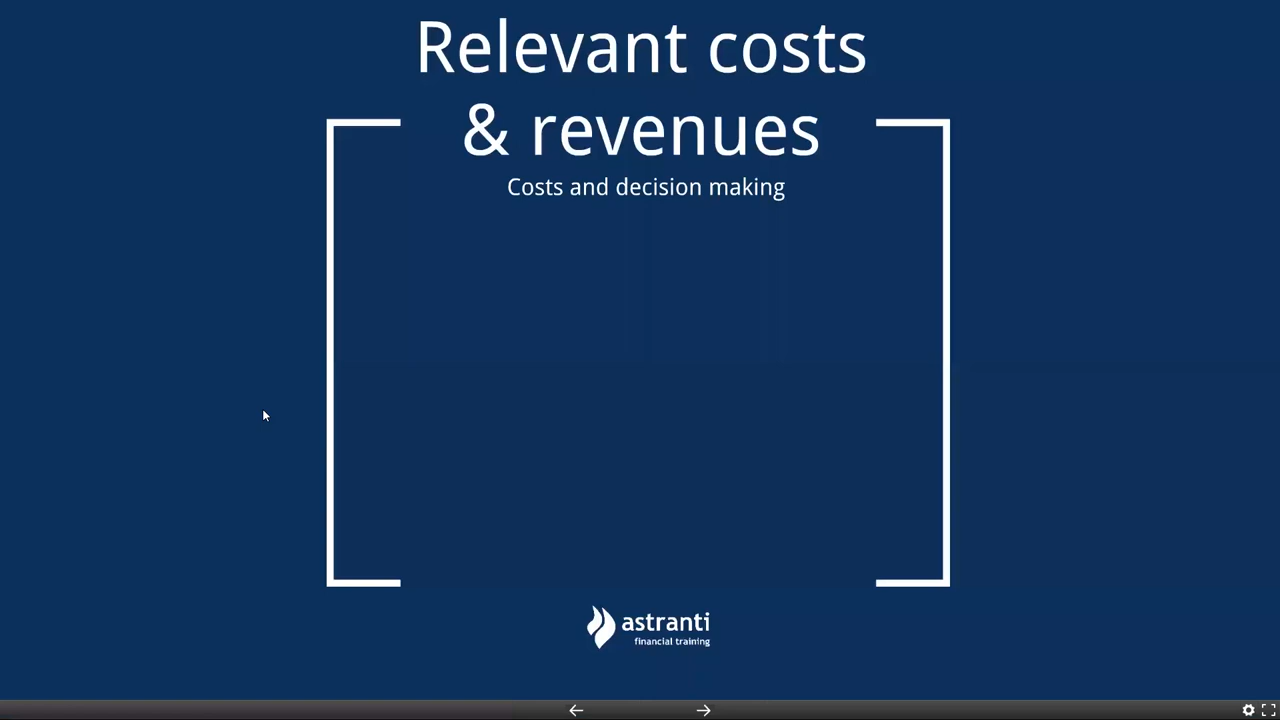 Relevant costs
& revenues
Costs and decision making
astranti
financial training